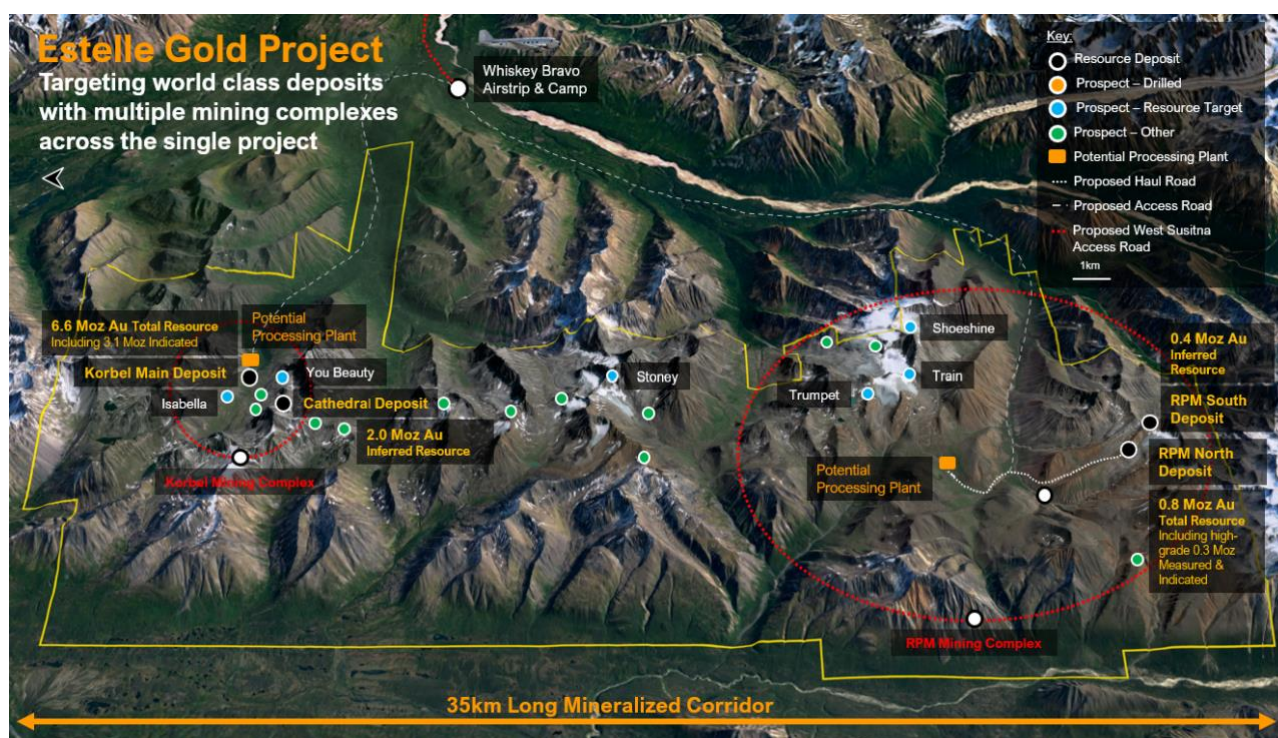 Estelle Gold Project
Targeting world class deposits
with multiple mining complexes
across the single project
Whiskey Bravo
Airstrip & Camp
Key:
Resource Deposit
Prospect – Drilled
Prospect – Resource Target
Prospect – Other
Potential Processing Plant
Proposed Haul Road
Proposed Access Road
Proposed West Susitna
Access Road
1km
6.6 Moz Au Total Resource
Including 3.1 Moz Indicated
Potential
Processing Plant
Korbel Main Deposit
You Beauty
Isabella
Cathedral Deposit
2.0 Moz Au
Inferred Resource
Korbel Mining Complex
Stoney
Shoeshine
Train
Trumpet
Potential
Processing Plant
0.4 Moz Au
Inferred
Resource
RPM South
Deposit
RPM North
Deposit
0.8 Moz Au
Total Resource
Including high-
grade 0.3 Moz
Measured &
Indicated
RPM Mining Complex
35km Long Mineralized Corridor